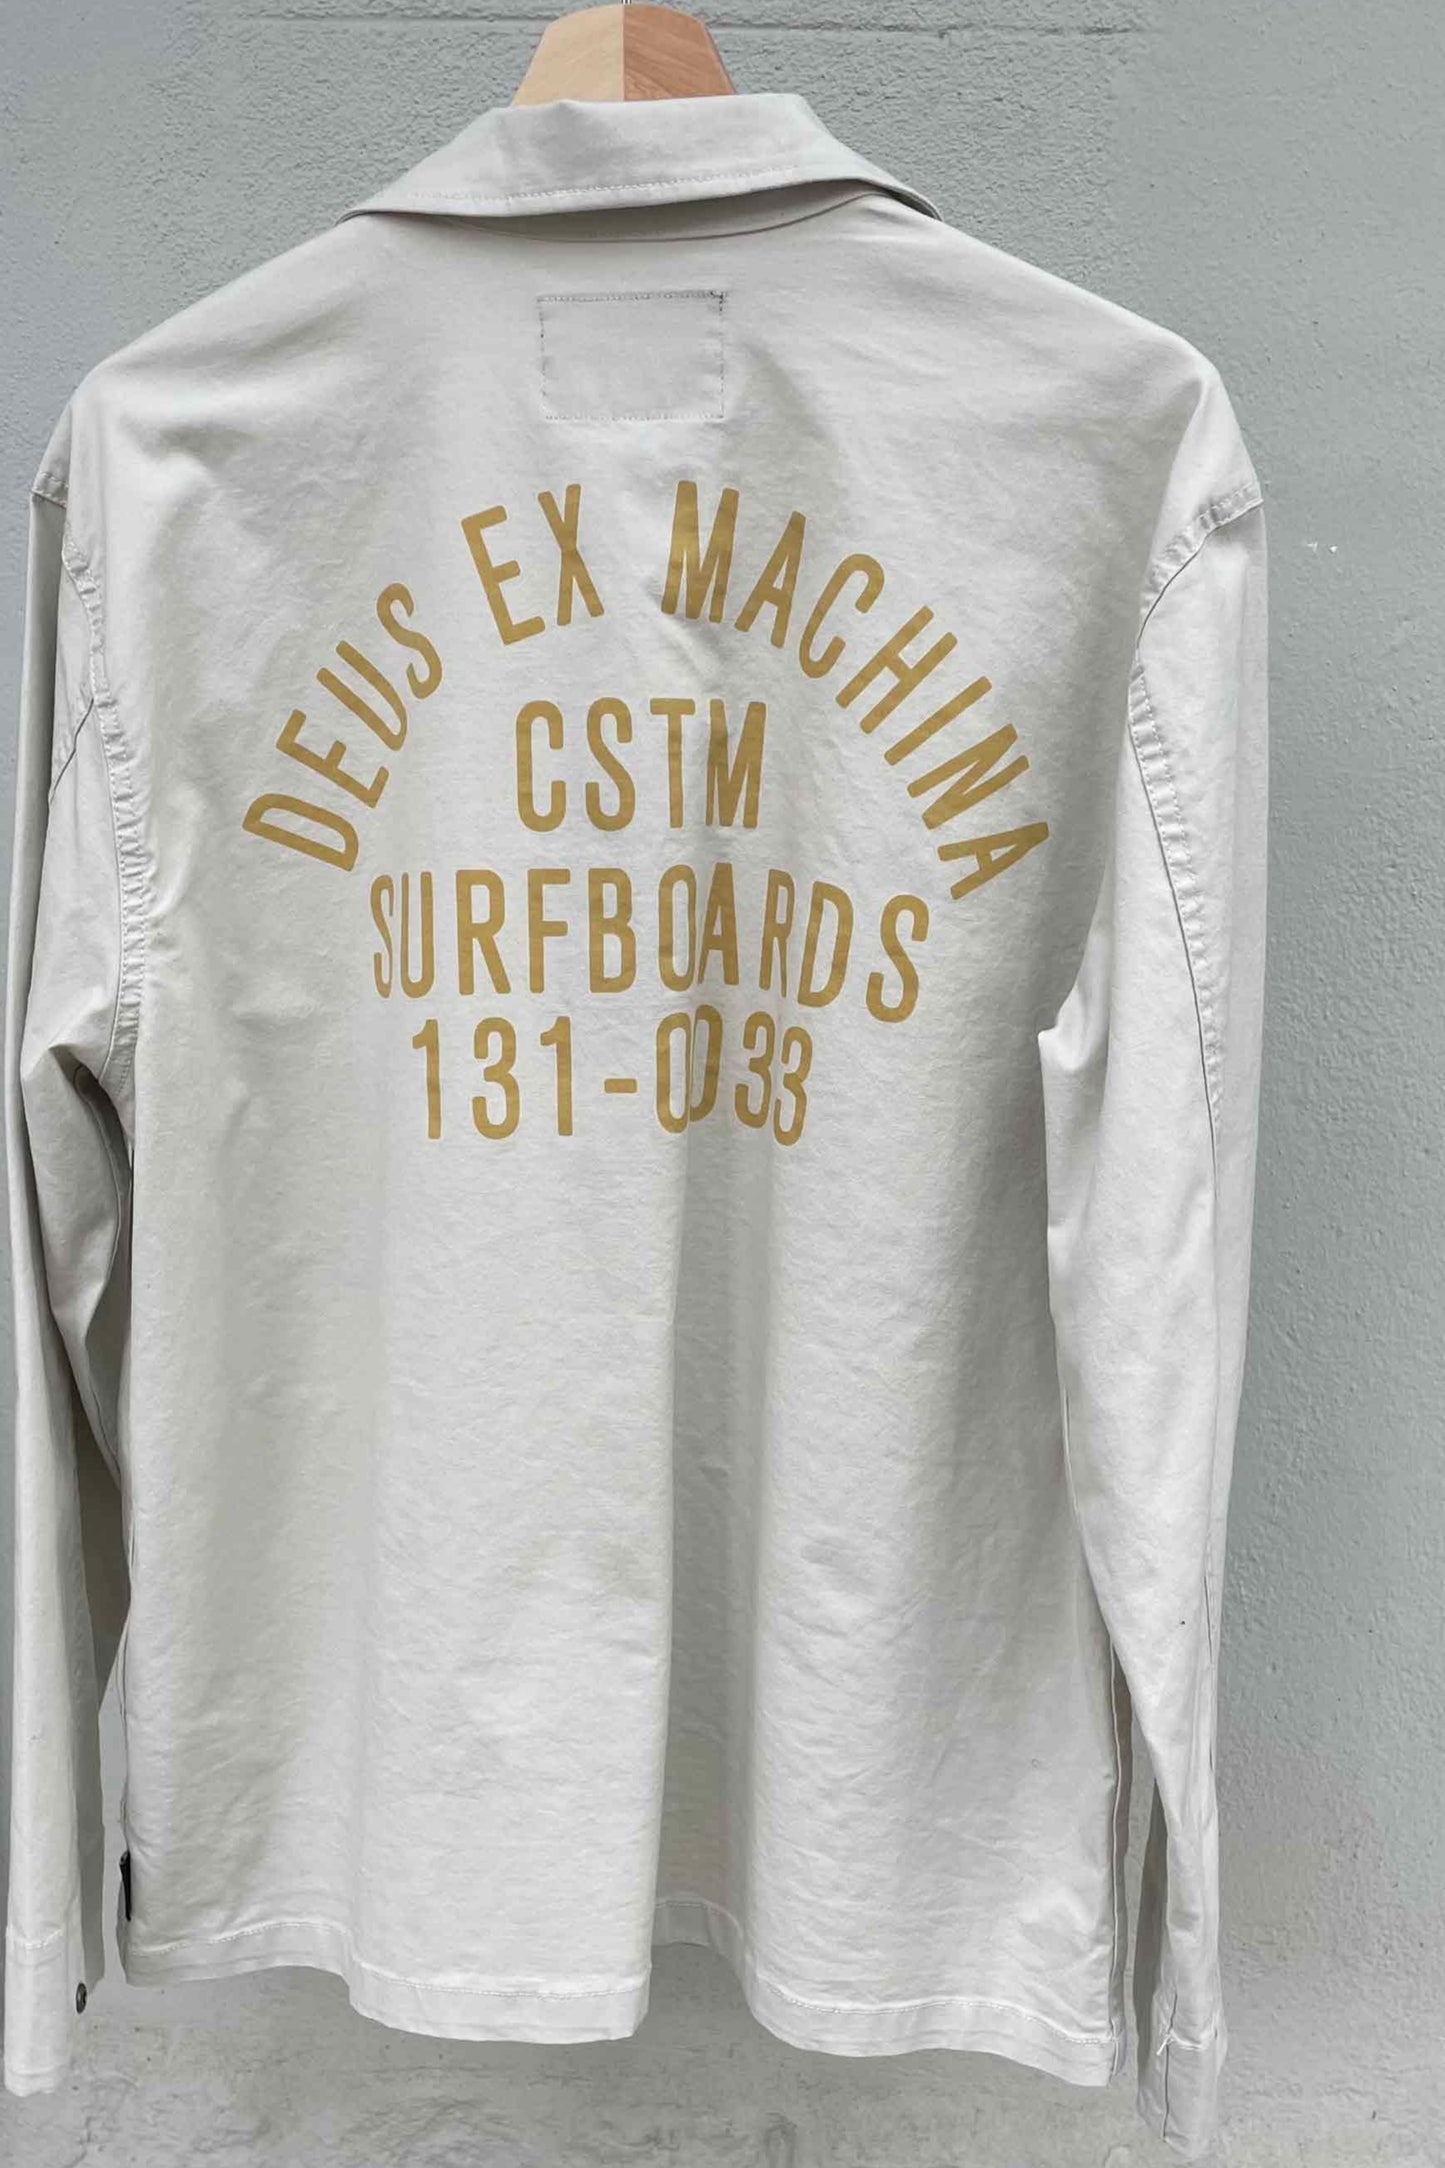 DEUS EX MACHINA
CSTM
SURFBOARDS
131-0033